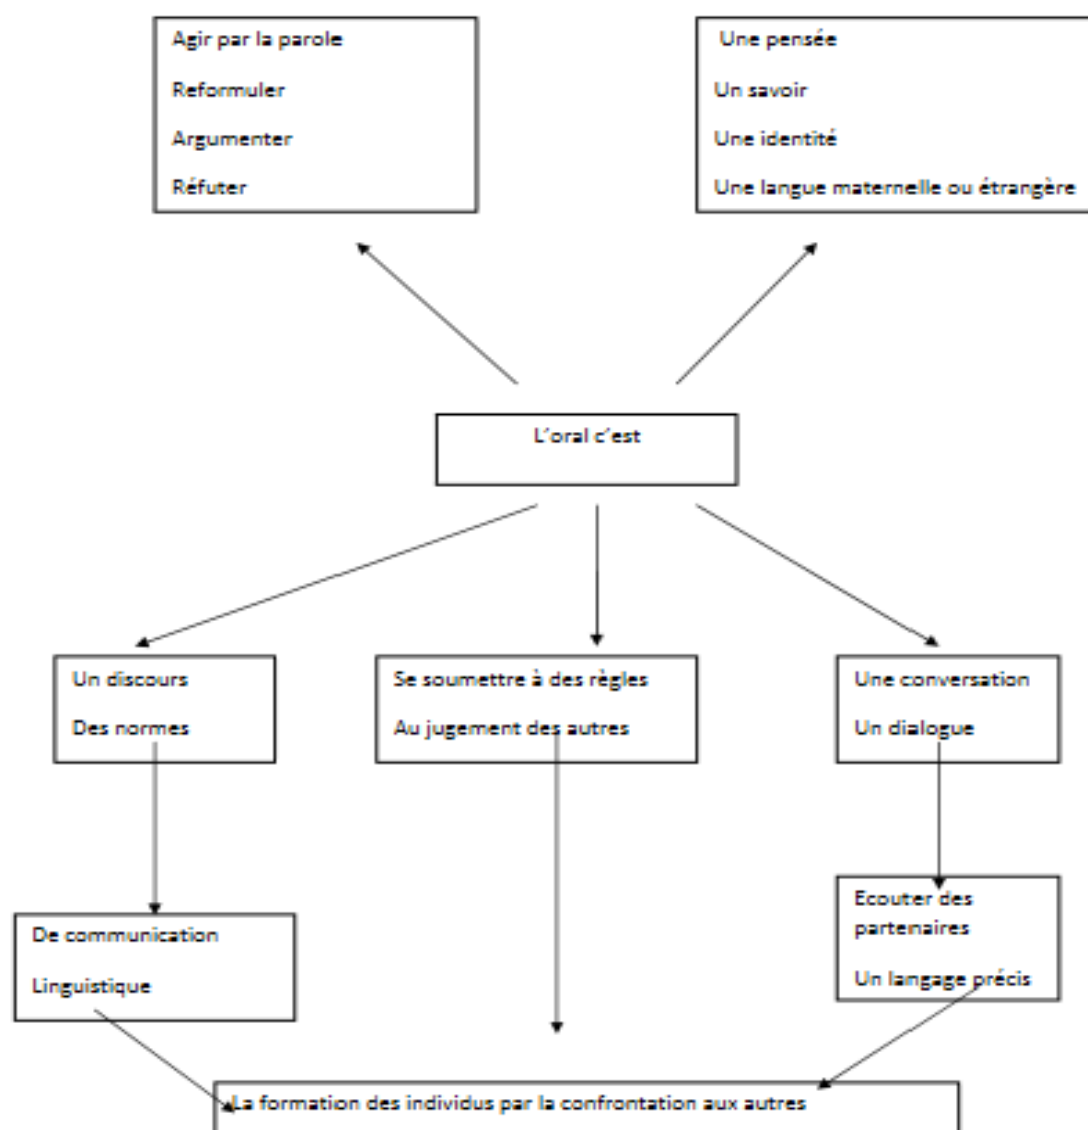 Agir par la parole
Reformuler
Argumenter
Réfuter
Une pensée
Un savoir
Une identité
Une langue maternelle ou étrangère
L'oral c'est
Un discours
Des normes
Se soumettre à des règles
Au jugement des autres
Une conversation
Un dialogue
De communication
Linguistique
Ecouter des
partenaires
Un langage précis
La formation des individus par la confrontation aux autres